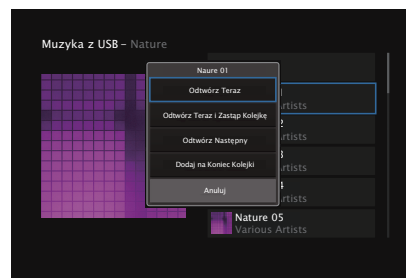 Muzyka z USB – Nature
Naure 01
Odtwórz Teraz
Odtwórz Teraz i Zastąp Kolejkę
Odtwórz Następny
Dodaj na Koniec Kolejki
Anuluj
Nature 05
Various Artists